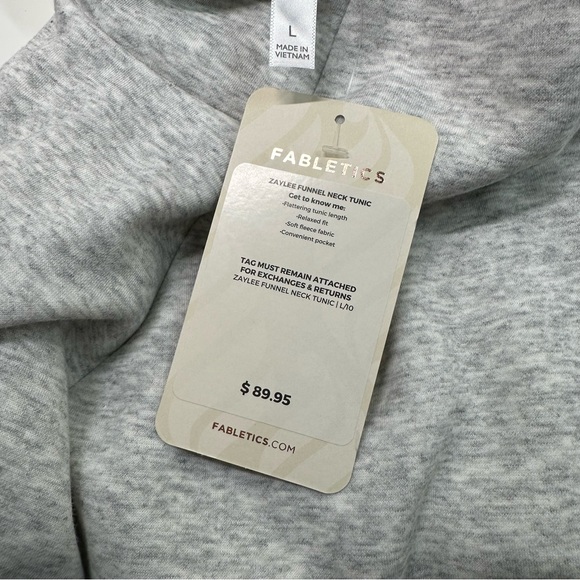 L
MADE IN
VIETNAM
FABLETICS
ZAYLEE FUNNEL NECK TUNIC
Get to know me:
-Flattering tunic length
-Relaxed fit
-Soft fleece fabric
-Convenient pocket
TAG MUST REMAIN ATTACHED
FOR EXCHANGES & RETURNS
ZAYLEE FUNNEL NECK TUNIC | L/10
$ 89.95
FABLETICS.COM